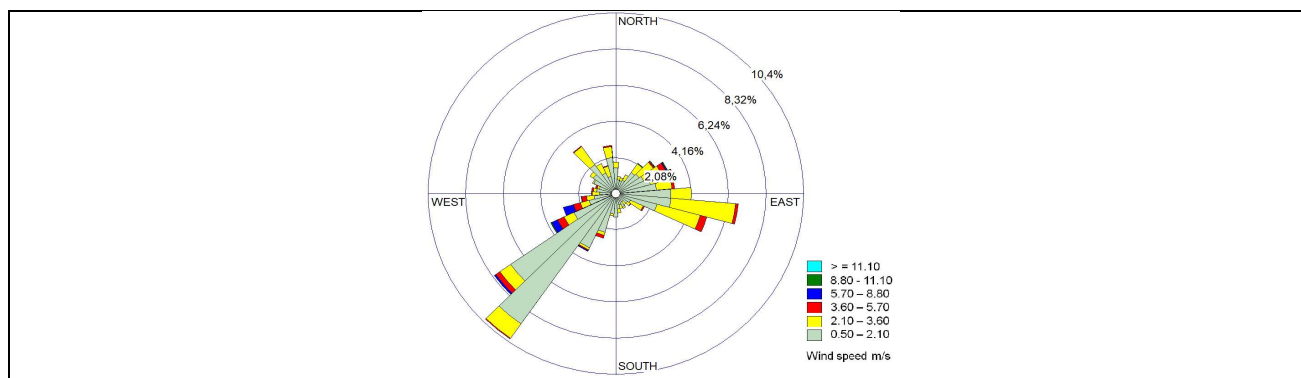 NORTH
10,4%
8,32%
6,24%
4,16%
2,08%
WEST
EAST
SOUTH
> = 11.10
8.80 - 11.10
5.70 – 8.80
3.60 – 5.70
2.10 – 3.60
0.50 – 2.10
Wind speed m/s